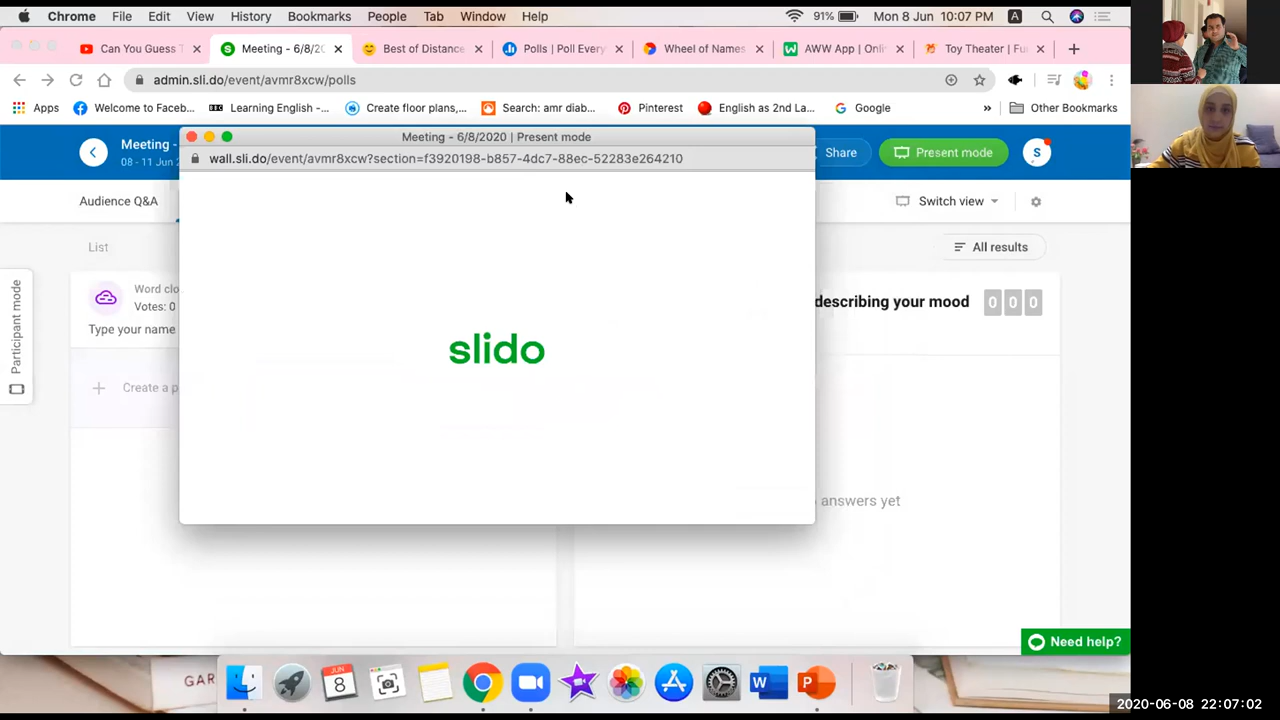 Chrome File Edit View History Bookmarks People Tab Window Help 91% Mon 8 Jun 10:07 PM A
Can You Guess T
Meeting - 6/8/20
Best of Distance
Polls | Poll Every
Wheel of Names
AWW App | Onli
Toy Theater | Fu
admin.sli.do/event/avmr8xcw/polls
Apps Welcome to Faceb... Learning English -... Create floor plans,... Search: amr diab... Pinterest English as 2nd La... Google » Other Bookmarks
Meeting -
08 - 11 Jun 2
Share
Present mode
S
Meeting - 6/8/2020 | Present mode
wall.sli.do/event/avmr8xcw?section=f3920198-b857-4dc7-88ec-52283e264210
Audience Q&A
Switch view
List
All results
Participant mode
Word clo
Votes: 0
Type your name
describing your mood 0 0 0
slido
Create a p
answers yet
Need help?
GAR
JUN
8
W
P
2020-06-08 22:07:02